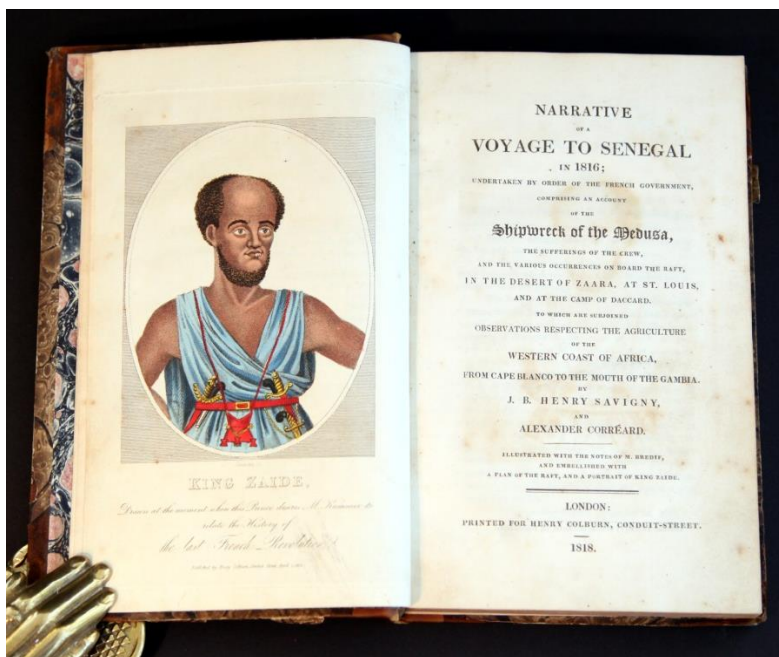 KING ZAIDE,
Drawn at the moment when this Prince desires M. Kummer to
relate the History of
the last French Revolution.
NARRATIVE
OF A
VOYAGE TO SENEGAL
IN 1816;
UNDERTAKEN BY ORDER OF THE FRENCH GOVERNMENT,
COMPRISING AN ACCOUNT
OF THE
Shipwreck of the Medusa,
THE SUFFERINGS OF THE CREW,
AND THE VARIOUS OCCURRENCES ON BOARD THE RAFT,
IN THE DESERT OF ZAARA, AT ST. LOUIS,
AND AT THE CAMP OF DACCARD.
TO WHICH ARE SUBJOINED
OBSERVATIONS RESPECTING THE AGRICULTURE
OF THE
WESTERN COAST OF AFRICA,
FROM CAPE BLANCO TO THE MOUTH OF THE GAMBIA.
BY
J. B. HENRY SAVIGNY,
AND
ALEXANDER CORRÉARD.
ILLUSTRATED WITH THE NOTES OF M. BREDIF,
AND EMBELLISHED WITH
A PLAN OF THE RAFT, AND A PORTRAIT OF KING ZAIDE.
LONDON:
PRINTED FOR HENRY COLBURN, CONDUIT-STREET.
1818.